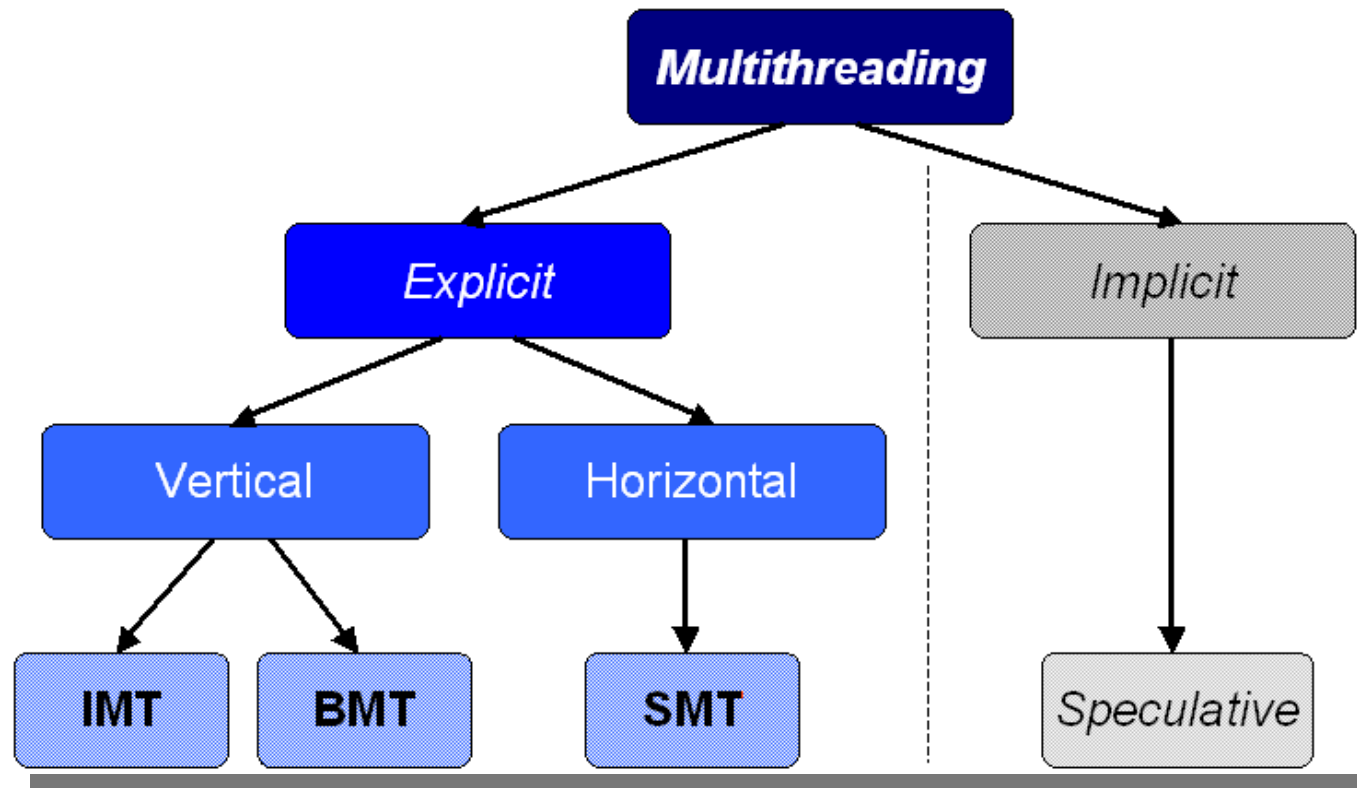 Multithreading
Explicit
Implicit
Vertical
Horizontal
IMT
BMT
SMT
Speculative